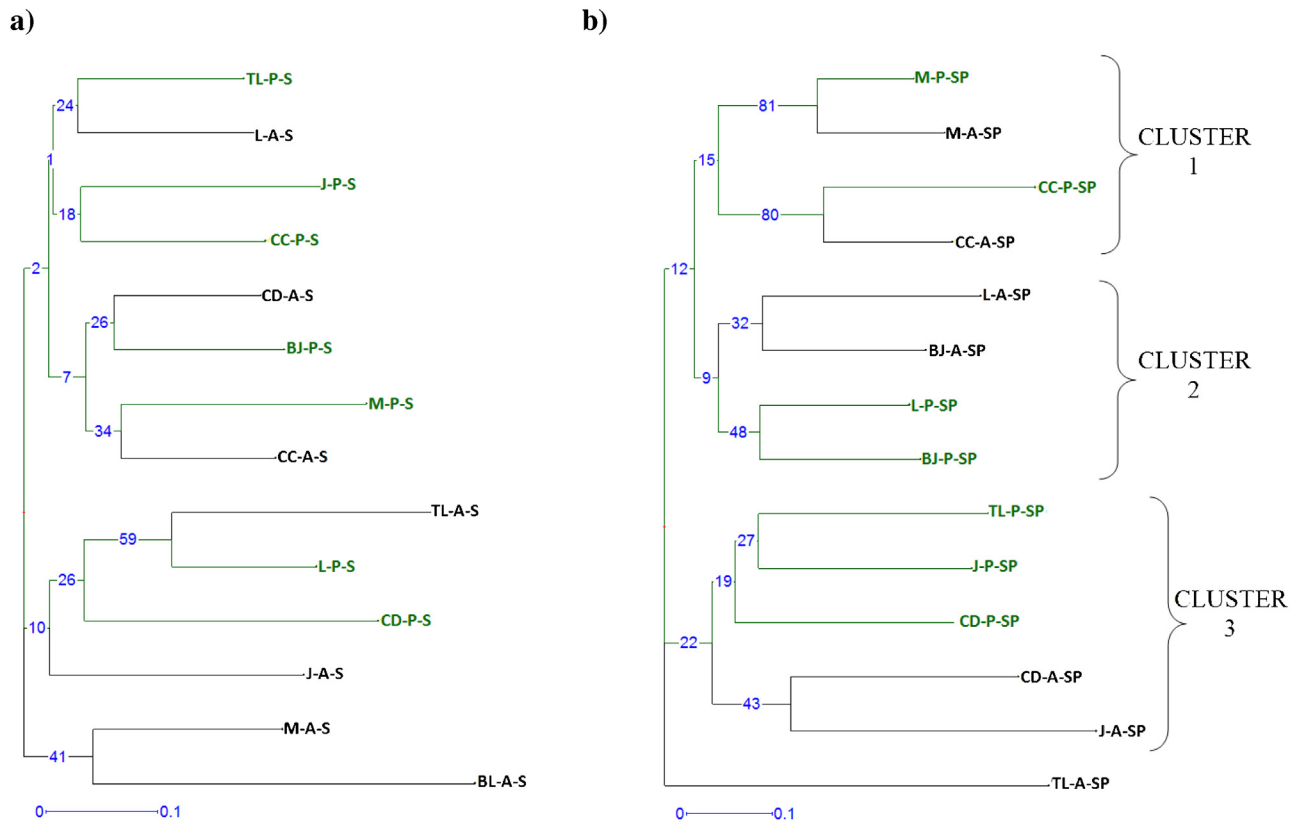 a)
TL-P-S
24
L-A-S
1
J-P-S
18
CC-P-S
2
CD-A-S
26
BJ-P-S
7
M-P-S
34
CC-A-S
TL-A-S
59
L-P-S
26
CD-P-S
10
J-A-S
M-A-S
41
BL-A-S
0 0.1
b)
M-P-SP
81
M-A-SP
15
CC-P-SP
80
CC-A-SP
CLUSTER
1
12
L-A-SP
32
BJ-A-SP
9
L-P-SP
48
BJ-P-SP
CLUSTER
2
TL-P-SP
27
J-P-SP
19
CD-P-SP
22
CD-A-SP
43
J-A-SP
CLUSTER
3
TL-A-SP
0 0.1